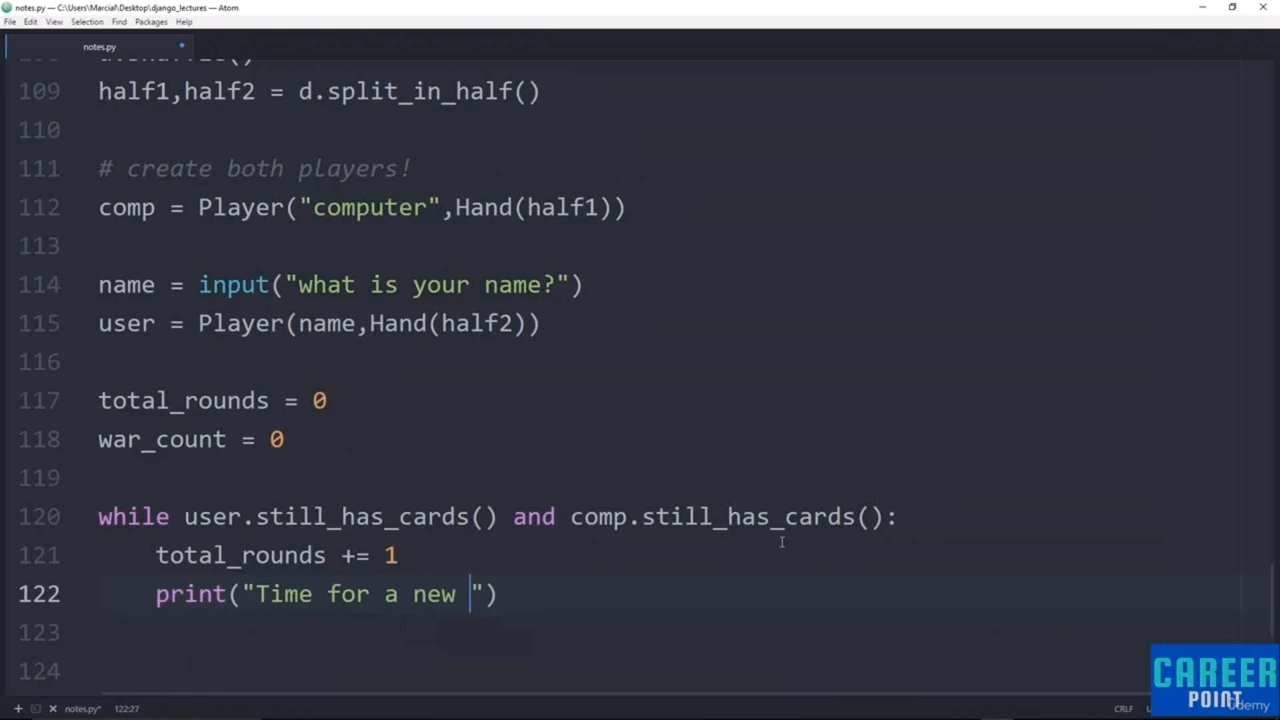 notes.py — C:\Users\Marcial\Desktop\django_lectures — Atom
File Edit View Selection Find Packages Help
notes.py
109 half1,half2 = d.split_in_half()
110
111 # create both players!
112 comp = Player("computer",Hand(half1))
113
114 name = input("what is your name?")
115 user = Player(name,Hand(half2))
116
117 total_rounds = 0
118 war_count = 0
119
120 while user.still_has_cards() and comp.still_has_cards():
121 total_rounds += 1
122 print("Time for a new ")
123
124
CAREER
POINT
ûdemy
notes.py* 122:27 CRLF